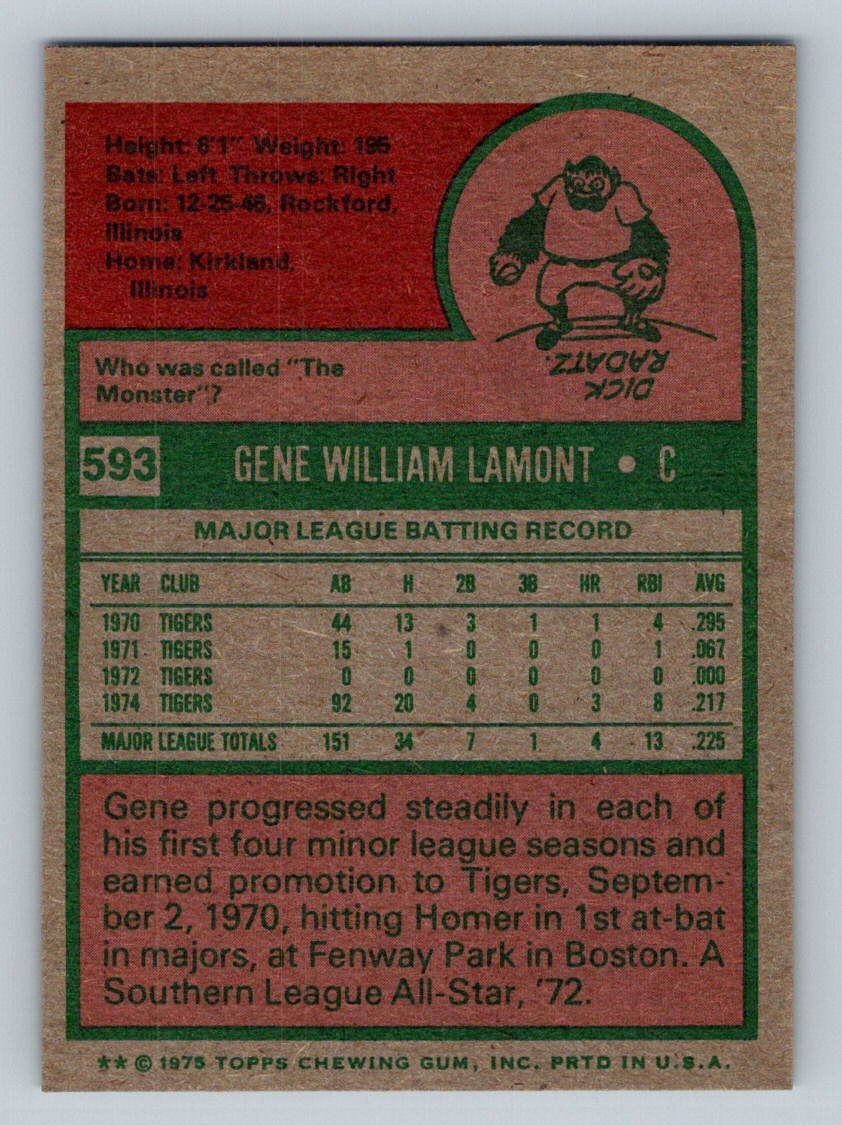 Height: 6'1" Weight: 195
Bats: Left Throws: Right
Born: 12-25-46, Rockford,
Illinois
Home: Kirkland,
Illinois
Who was called "The
Monster"?
DICK
RADATZ.
593 GENE WILLIAM LAMONT • C
MAJOR LEAGUE BATTING RECORD
YEAR CLUB AB H 2B 3B HR RBI AVG
1970 TIGERS 44 13 3 1 1 4 .295
1971 TIGERS 15 1 0 0 0 1 .067
1972 TIGERS 0 0 0 0 0 0 .000
1974 TIGERS 92 20 4 0 3 8 .217
MAJOR LEAGUE TOTALS 151 34 7 1 4 13 .225
Gene progressed steadily in each of
his first four minor league seasons and
earned promotion to Tigers, Septem-
ber 2, 1970, hitting Homer in 1st at-bat
in majors, at Fenway Park in Boston. A
Southern League All-Star, '72.
** © 1975 TOPPS CHEWING GUM, INC. PRTD IN U.S.A.